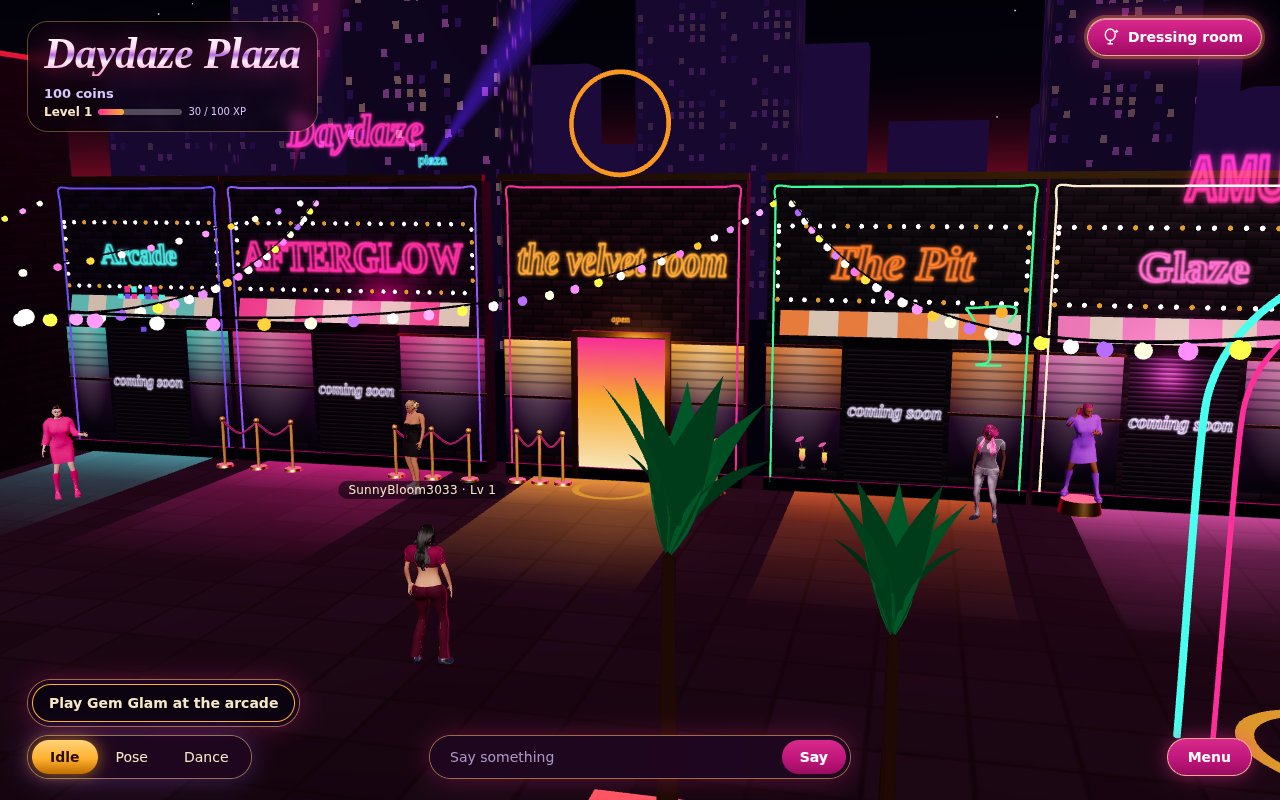 Daydaze Plaza
100 coins
Level 1 30 / 100 XP
Dressing room
Daydaze
plaza
Arcade
AFTERGLOW
the velvet room
The Pit
Glaze
AMU
open
coming soon
coming soon
coming soon
coming soon
SunnyBloom3033 · Lv 1
Play Gem Glam at the arcade
Idle Pose Dance
Say something Say
Menu